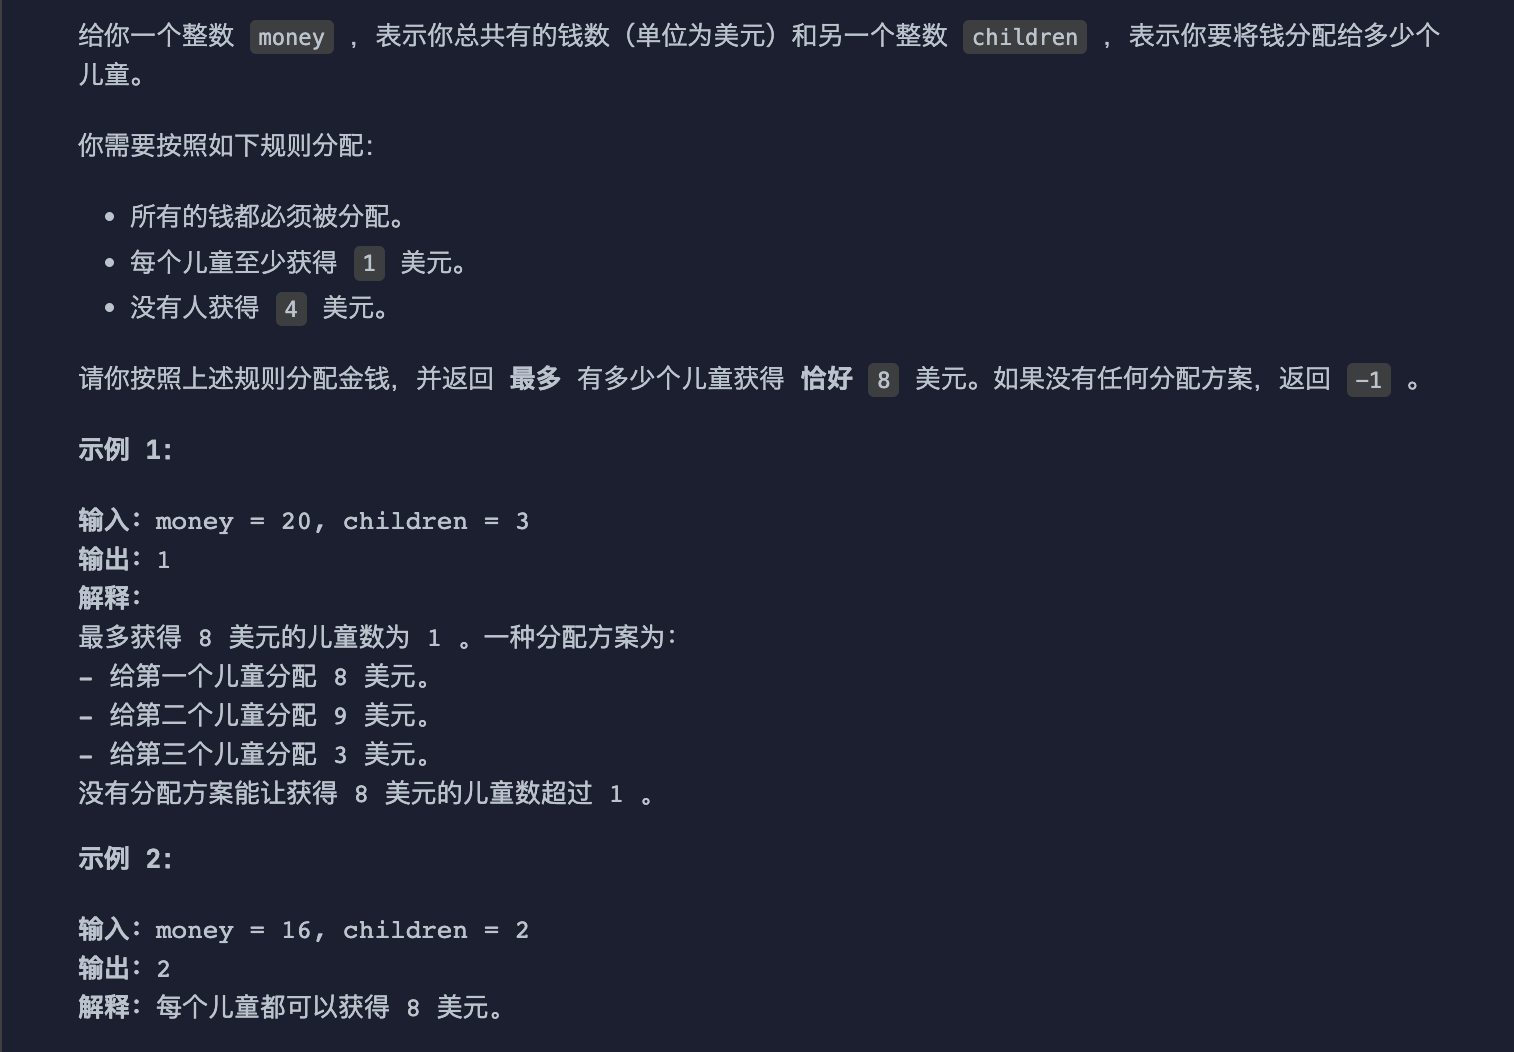 给你一个整数 money ，表示你总共有的钱数（单位为美元）和另一个整数 children ，表示你要将钱分配给多少个
儿童。
你需要按照如下规则分配：
• 所有的钱都必须被分配。
• 每个儿童至少获得 1 美元。
• 没有人获得 4 美元。
请你按照上述规则分配金钱，并返回 最多 有多少个儿童获得 恰好 8 美元。如果没有任何分配方案，返回 -1 。
示例 1：
输入：money = 20, children = 3
输出：1
解释：
最多获得 8 美元的儿童数为 1 。一种分配方案为：
- 给第一个儿童分配 8 美元。
- 给第二个儿童分配 9 美元。
- 给第三个儿童分配 3 美元。
没有分配方案能让获得 8 美元的儿童数超过 1 。
示例 2：
输入：money = 16, children = 2
输出：2
解释：每个儿童都可以获得 8 美元。